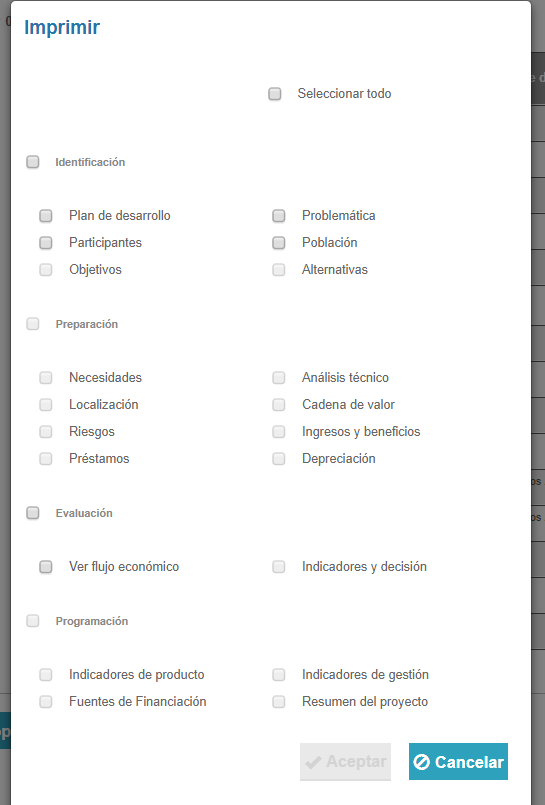 Imprimir
Seleccionar todo
Identificación
Plan de desarrollo Problemática
Participantes Población
Objetivos Alternativas
Preparación
Necesidades Análisis técnico
Localización Cadena de valor
Riesgos Ingresos y beneficios
Préstamos Depreciación
Evaluación
Ver flujo económico Indicadores y decisión
Programación
Indicadores de producto Indicadores de gestión
Fuentes de Financiación Resumen del proyecto
Aceptar Cancelar